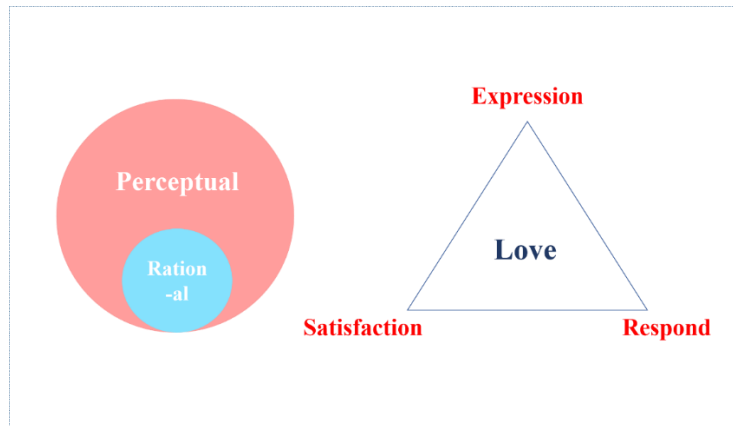 Perceptual
Ration
-al
Expression
Love
Satisfaction
Respond